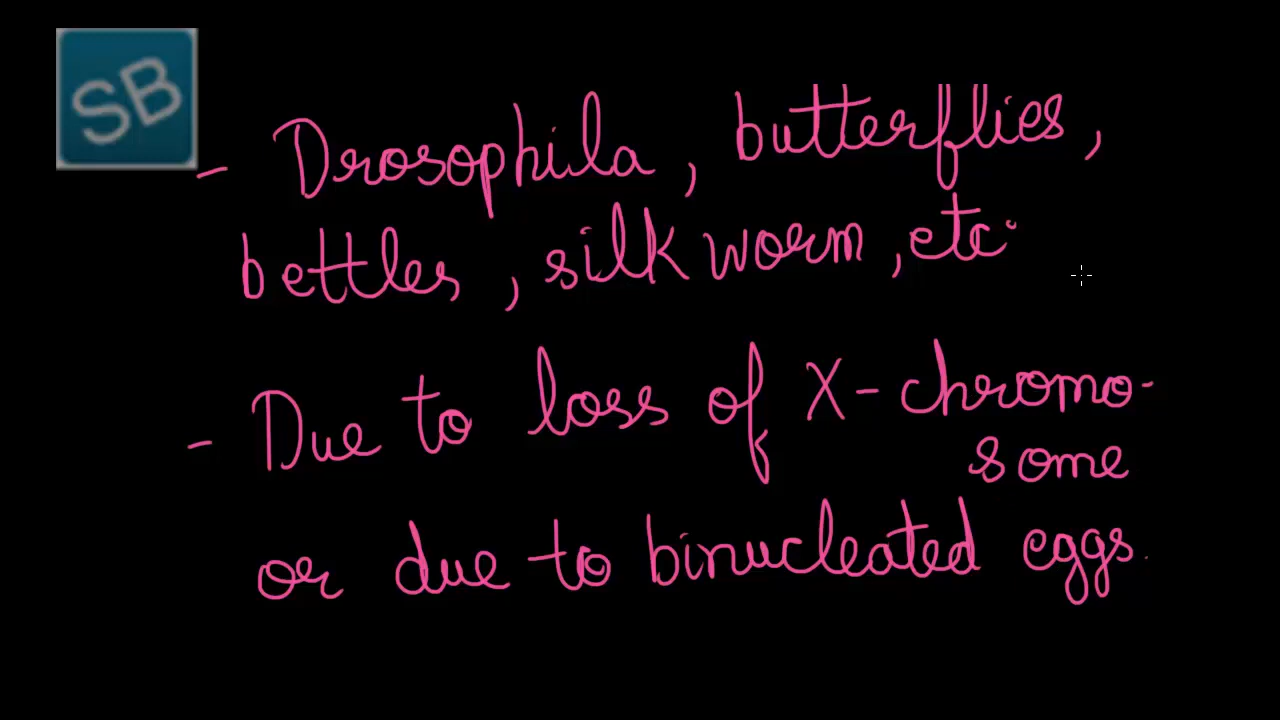 SB
- Drosophila, butterflies,
bettles, silk worm, etc.
- Due to loss of X-chromo-
some
or due to binucleated eggs.